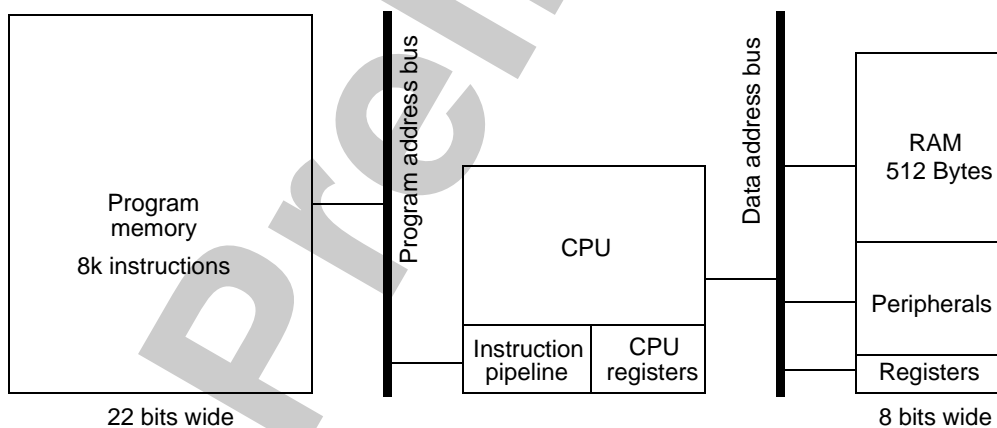 Program
memory
8k instructions
22 bits wide
Program address bus
CPU
Instruction
pipeline
CPU
registers
Data address bus
RAM
512 Bytes
Peripherals
Registers
8 bits wide